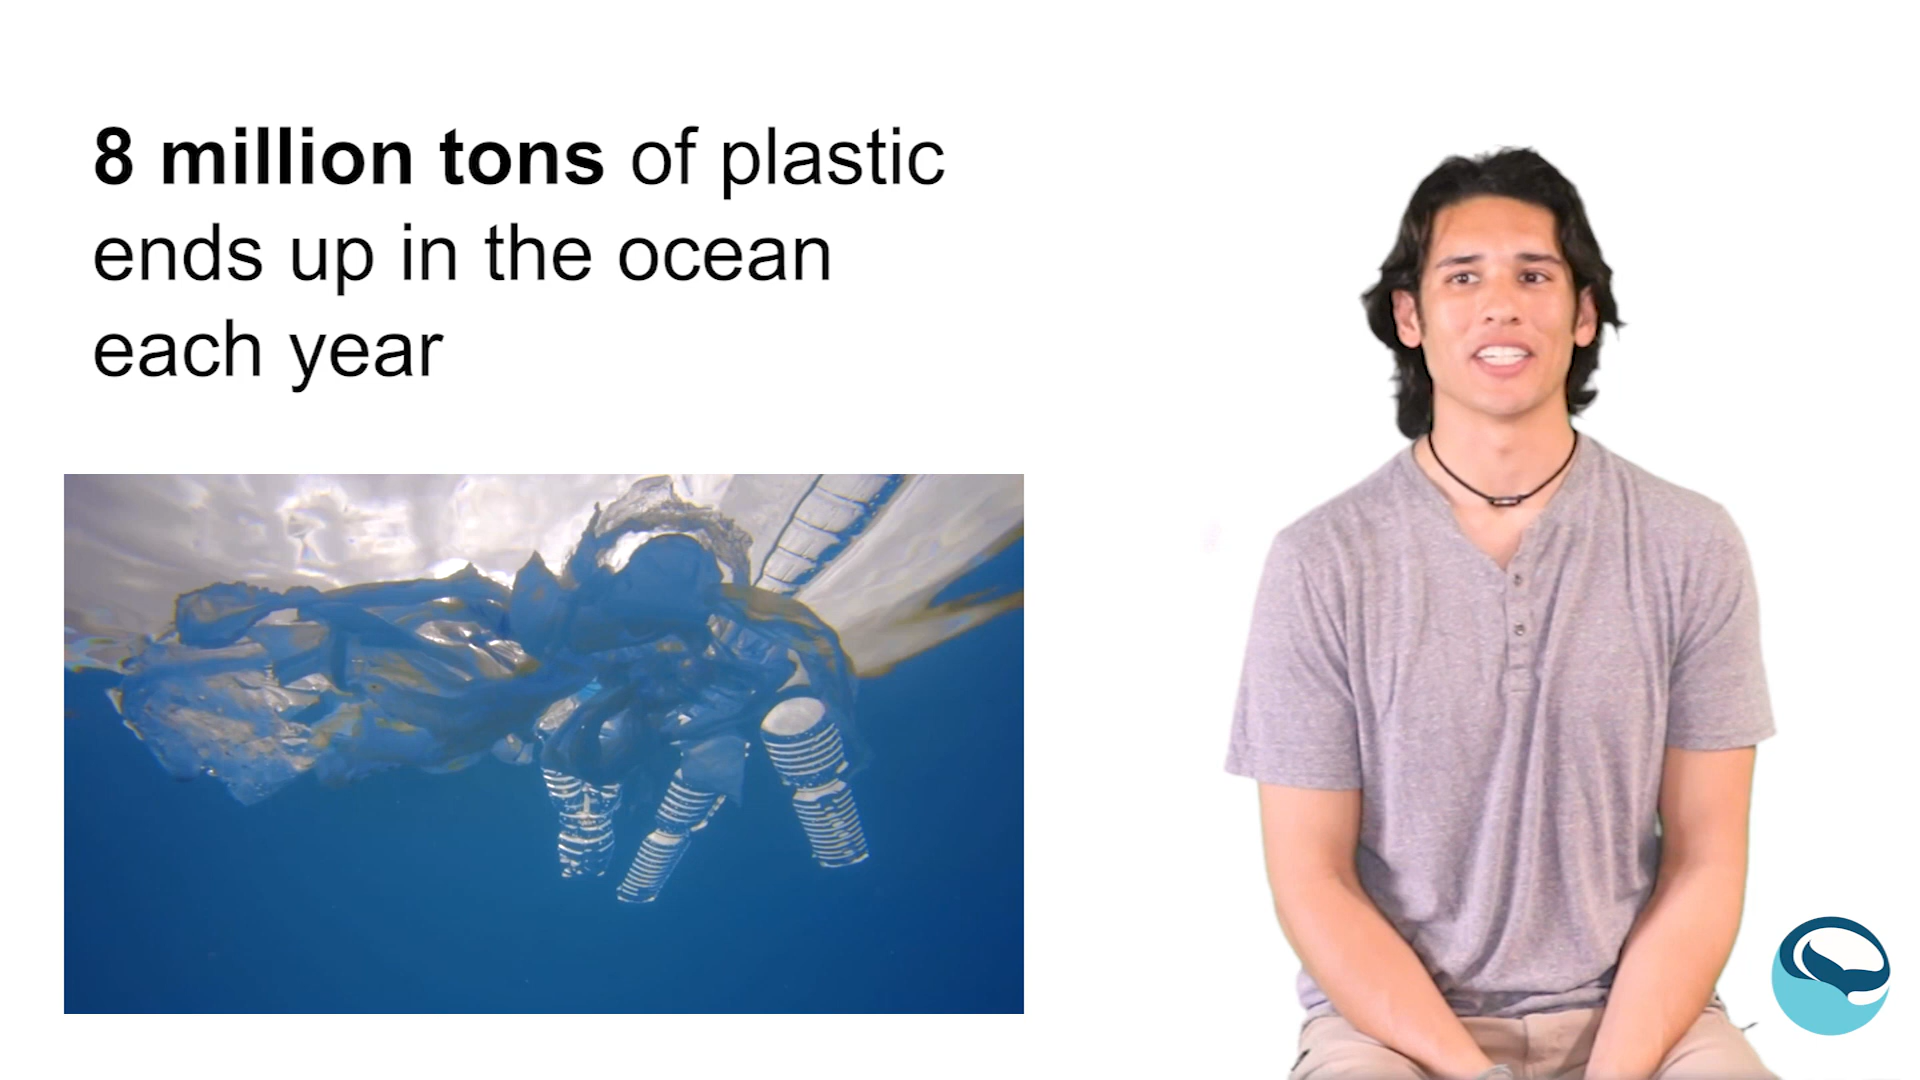 8 million tons of plastic
ends up in the ocean
each year